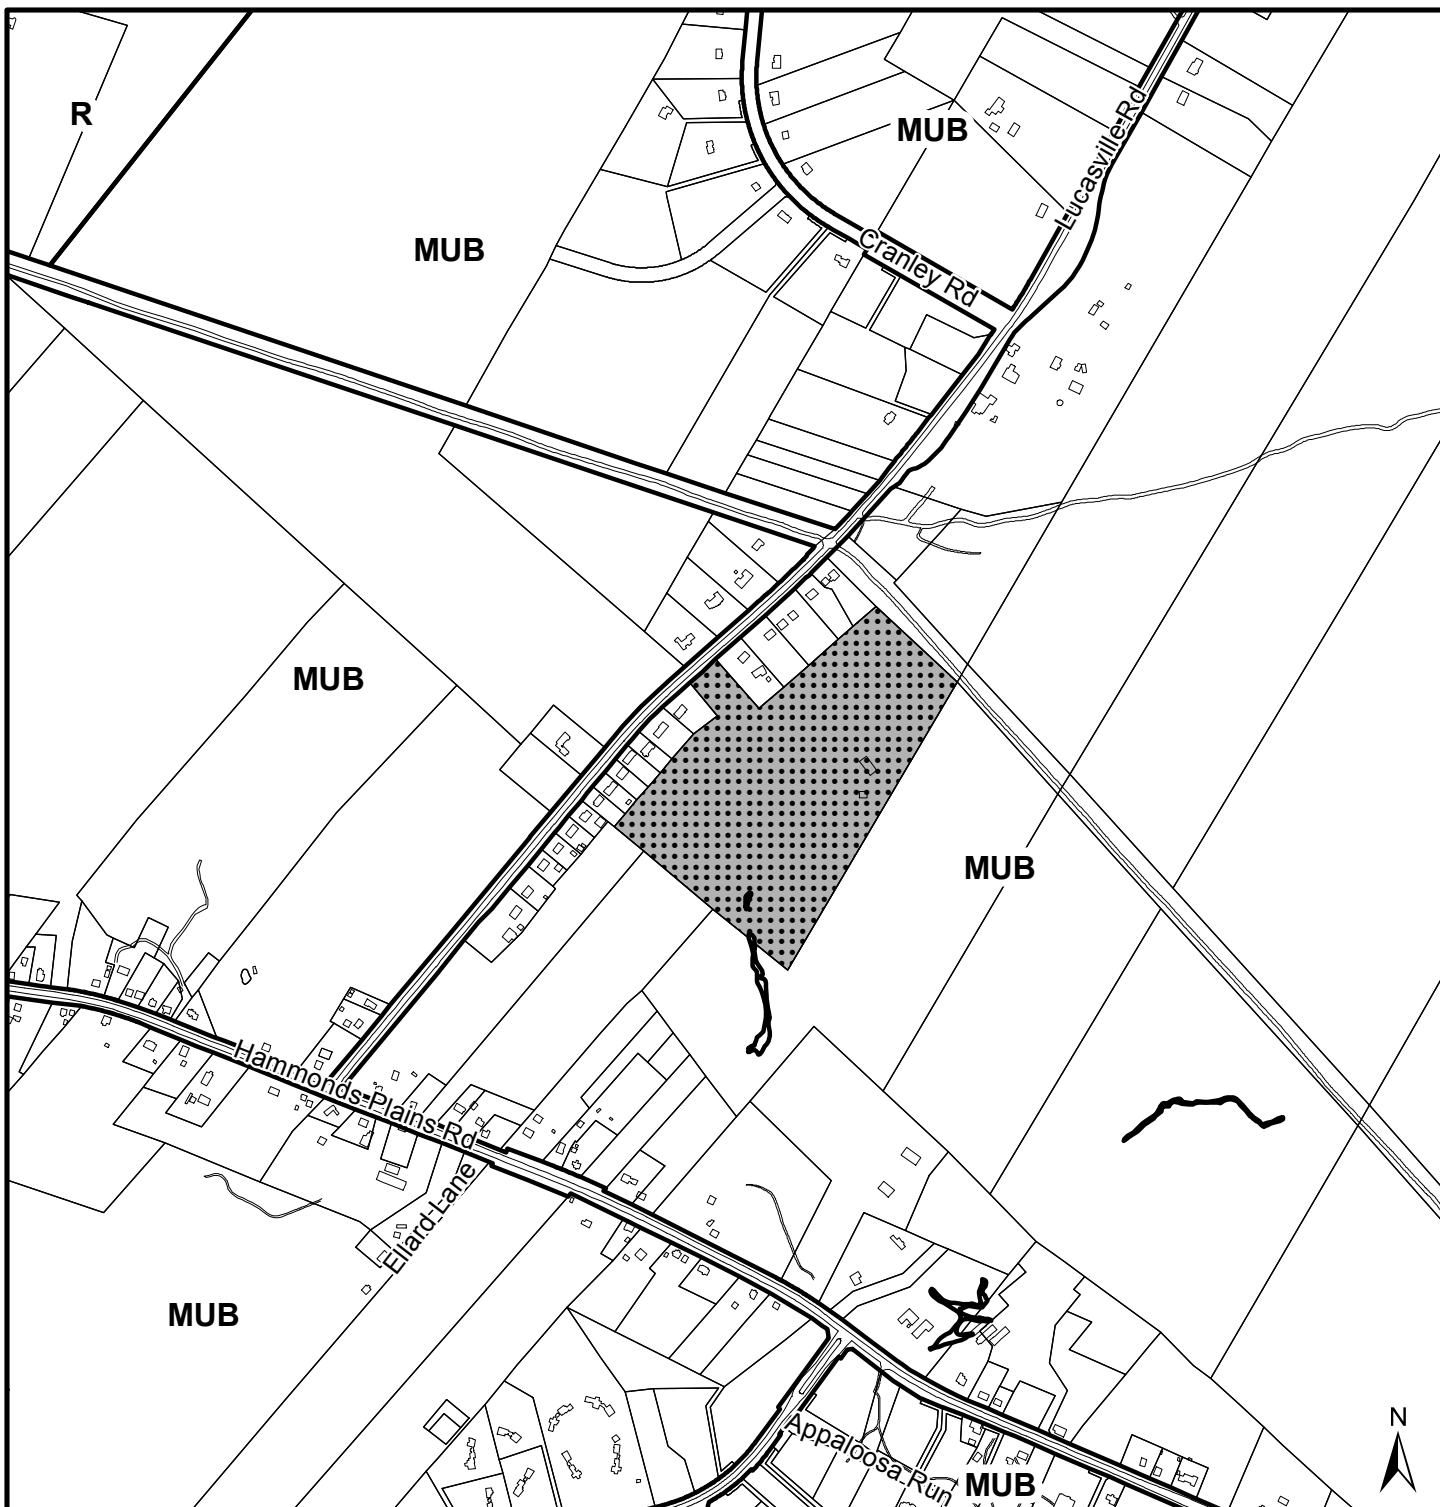 R
MUB
Lucasville Rd
MUB
Cranley Rd
MUB
MUB
Hammonds Plains Rd
Ellard Lane
MUB
N
Appaloosa Run
MUB